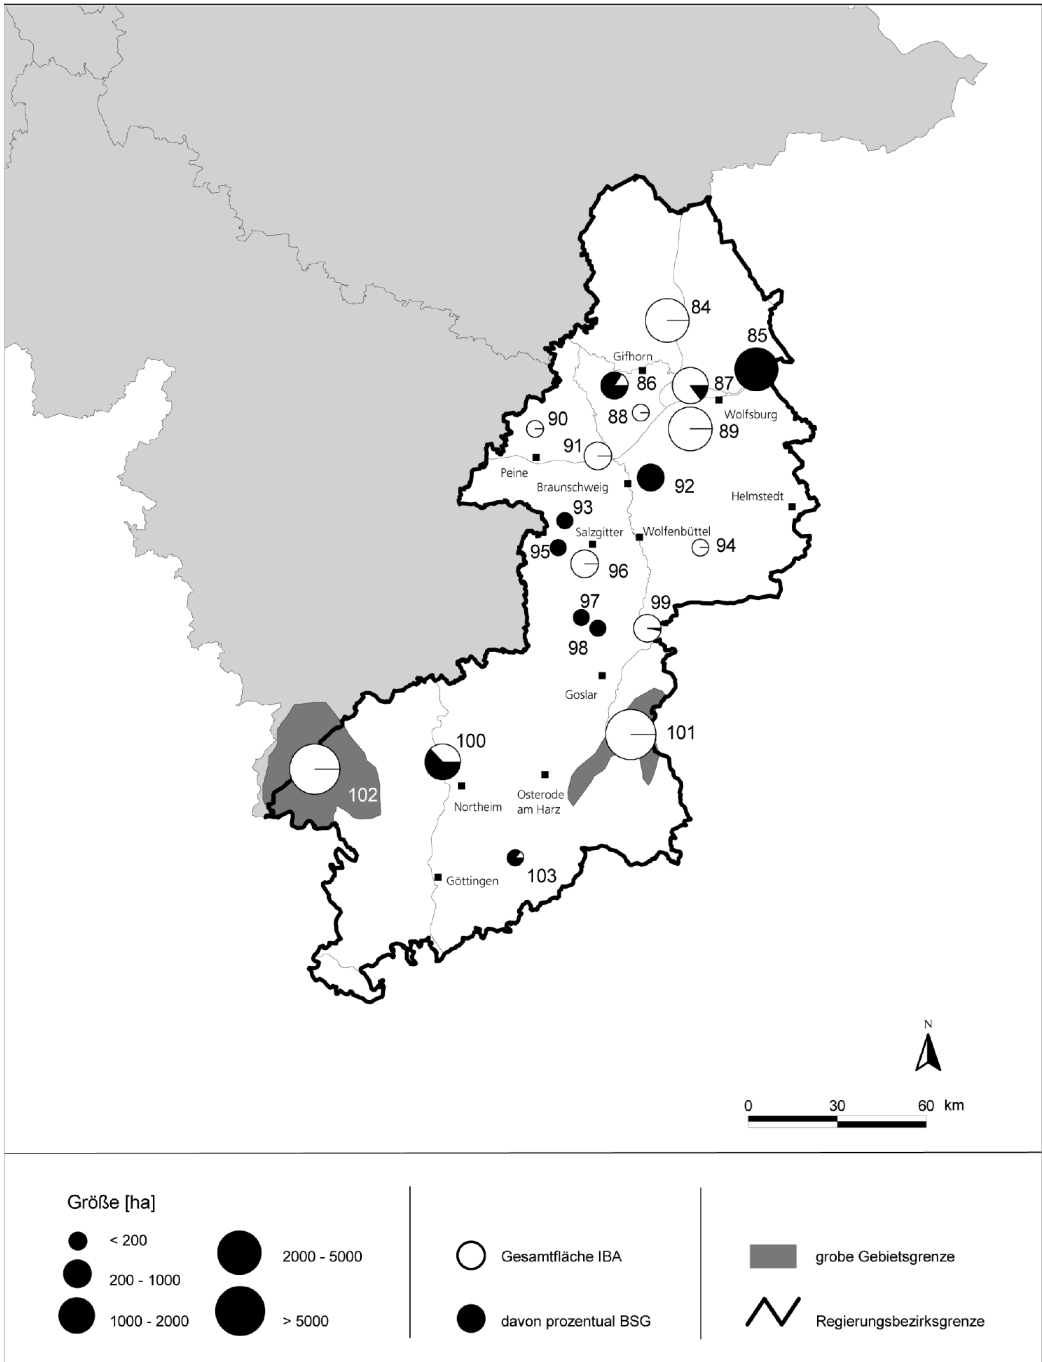 84
85
Gifhorn
86
87
88
Wolfsburg
89
90
91
Peine
Braunschweig
92
Helmstedt
93
Salzgitter
Wolfenbüttel
94
95
96
97
99
98
Goslar
101
100
102
Northeim
Osterode
am Harz
103
Göttingen
N
0 30 60 km
Größe [ha]
< 200
200 - 1000
1000 - 2000
2000 - 5000
> 5000
Gesamtfläche IBA
davon prozentual BSG
grobe Gebietsgrenze
Regierungsbezirksgrenze